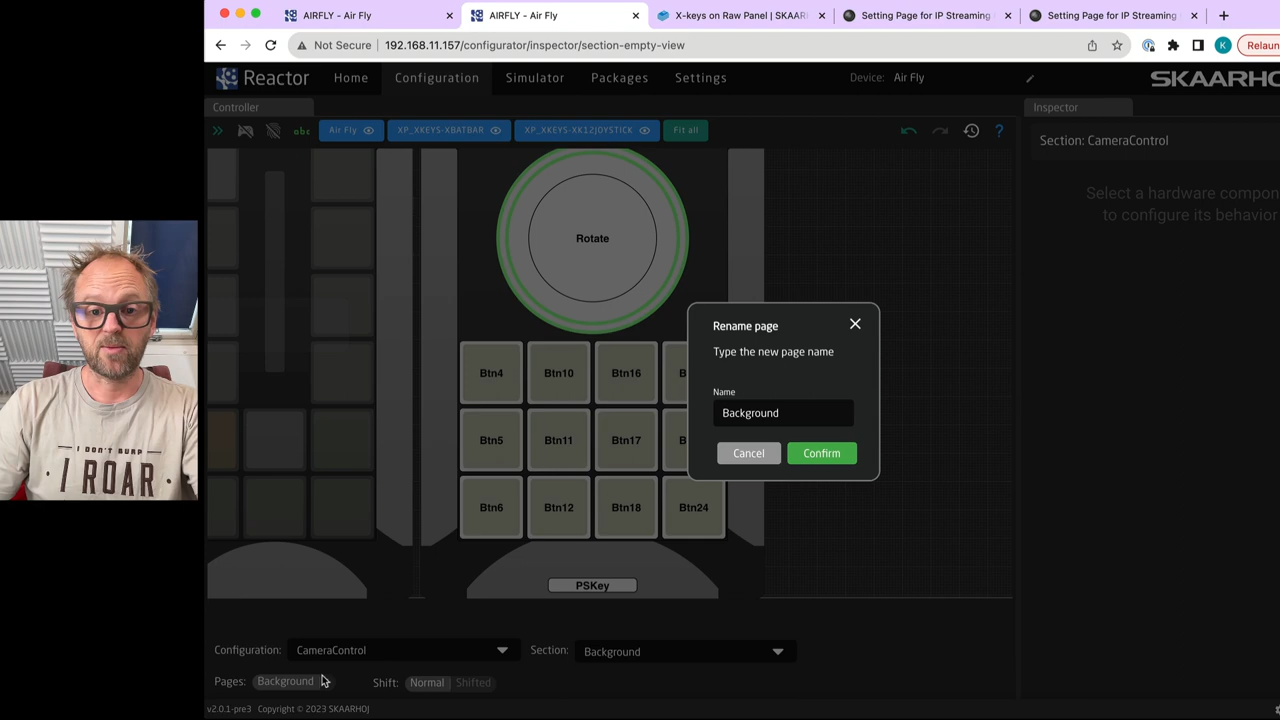 AIRFLY - Air Fly
AIRFLY - Air Fly
X-keys on Raw Panel | SKAAR
Setting Page for IP Streaming
Setting Page for IP Streaming
Not Secure 192.168.11.157/configurator/inspector/section-empty-view
K
Relaun
Reactor Home Configuration Simulator Packages Settings Device: Air Fly SKAARHO
Controller
Inspector
abc Air Fly XP_XKEYS-XBATBAR XP_XKEYS-XK12JOYSTICK Fit all ?
Section: CameraControl
Select a hardware compon
to configure its behavior
Rotate
Rename page
Type the new page name
Name
Background
Cancel Confirm
Btn4 Btn10 Btn16 B
Btn5 Btn11 Btn17
Btn6 Btn12 Btn18 Btn24
PSKey
I DON'T BURP
I ROAR
Configuration: CameraControl Section: Background
Pages: Background Shift: Normal Shifted
v2.0.1-pre3 Copyright © 2023 SKAARHOJ